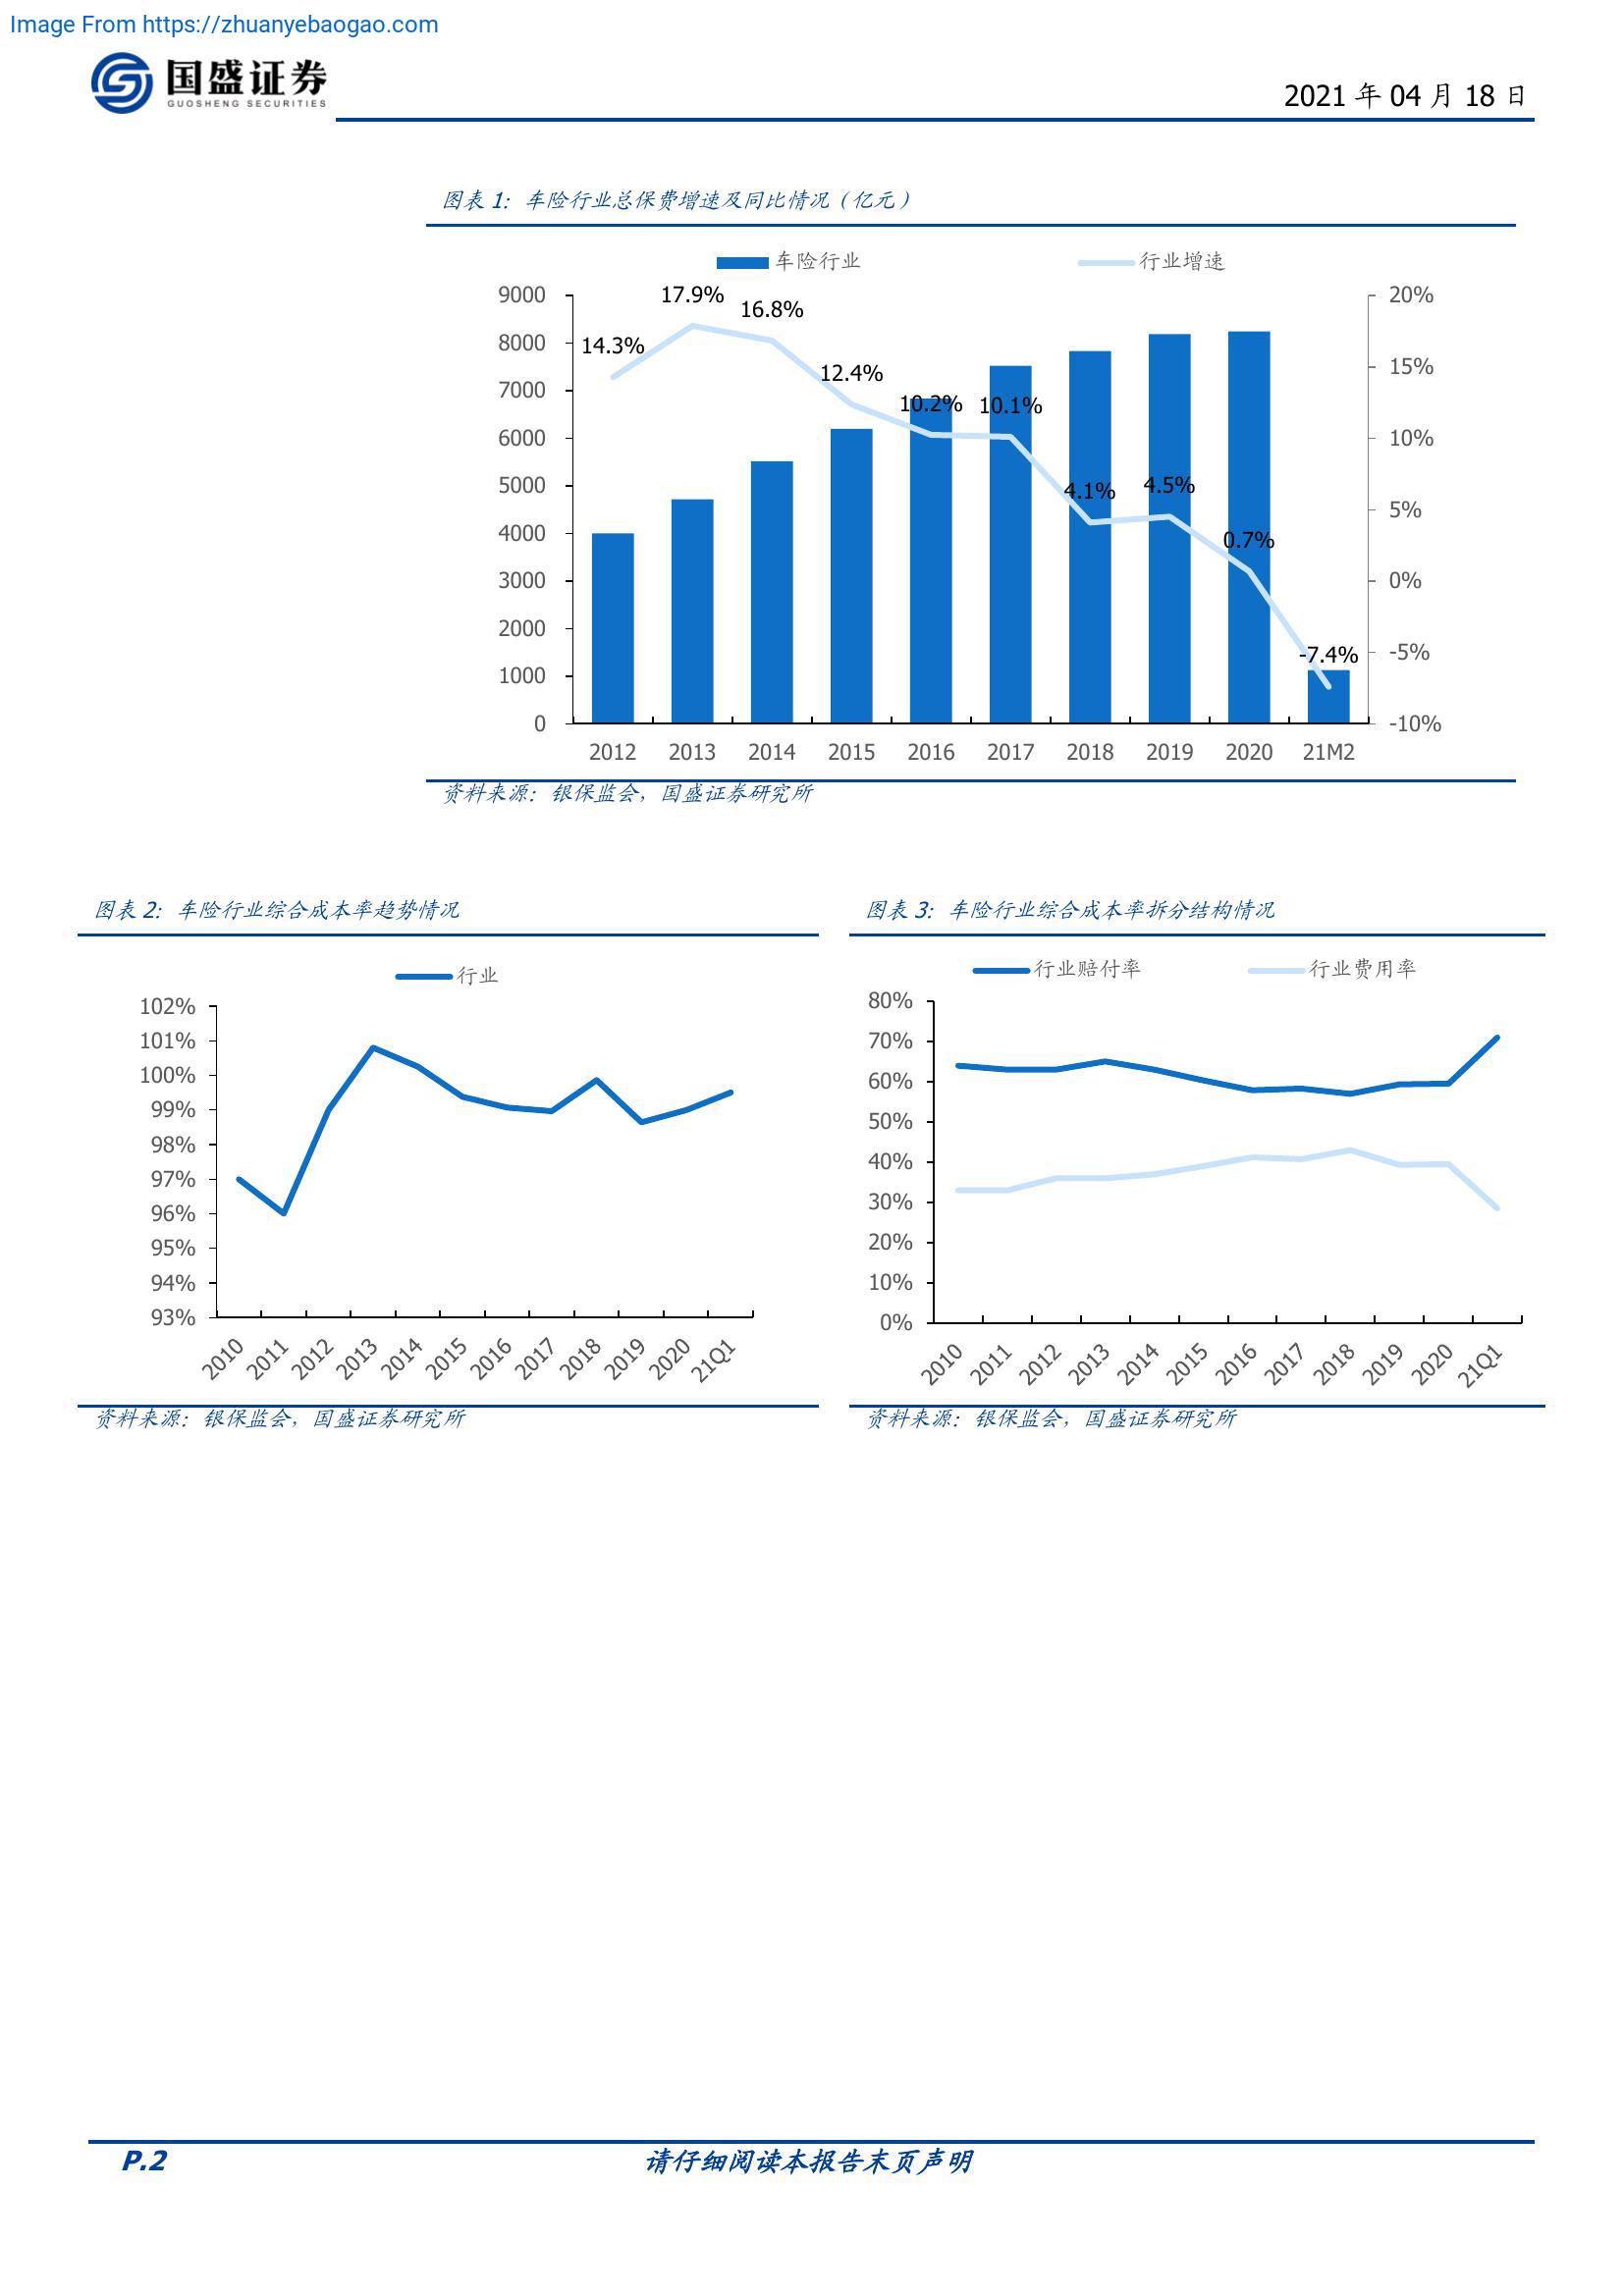 Image From https://zhuanyebaogao.com
国盛证券
GUOSHENG SECURITIES
2021 年 04 月 18 日
图表 1：车险行业总保费增速及同比情况（亿元）
车险行业 行业增速
9000
8000
7000
6000
5000
4000
3000
2000
1000
0
14.3% 17.9% 16.8% 12.4% 10.2% 10.1% 4.1% 4.5% 0.7% -7.4%
20%
15%
10%
5%
0%
-5%
-10%
2012 2013 2014 2015 2016 2017 2018 2019 2020 21M2
资料来源：银保监会，国盛证券研究所
图表 2：车险行业综合成本率趋势情况
行业
102%
101%
100%
99%
98%
97%
96%
95%
94%
93%
2010 2011 2012 2013 2014 2015 2016 2017 2018 2019 2020 21Q1
资料来源：银保监会，国盛证券研究所
图表 3：车险行业综合成本率拆分结构情况
行业赔付率 行业费用率
80%
70%
60%
50%
40%
30%
20%
10%
0%
2010 2011 2012 2013 2014 2015 2016 2017 2018 2019 2020 21Q1
资料来源：银保监会，国盛证券研究所
P.2
请仔细阅读本报告末页声明